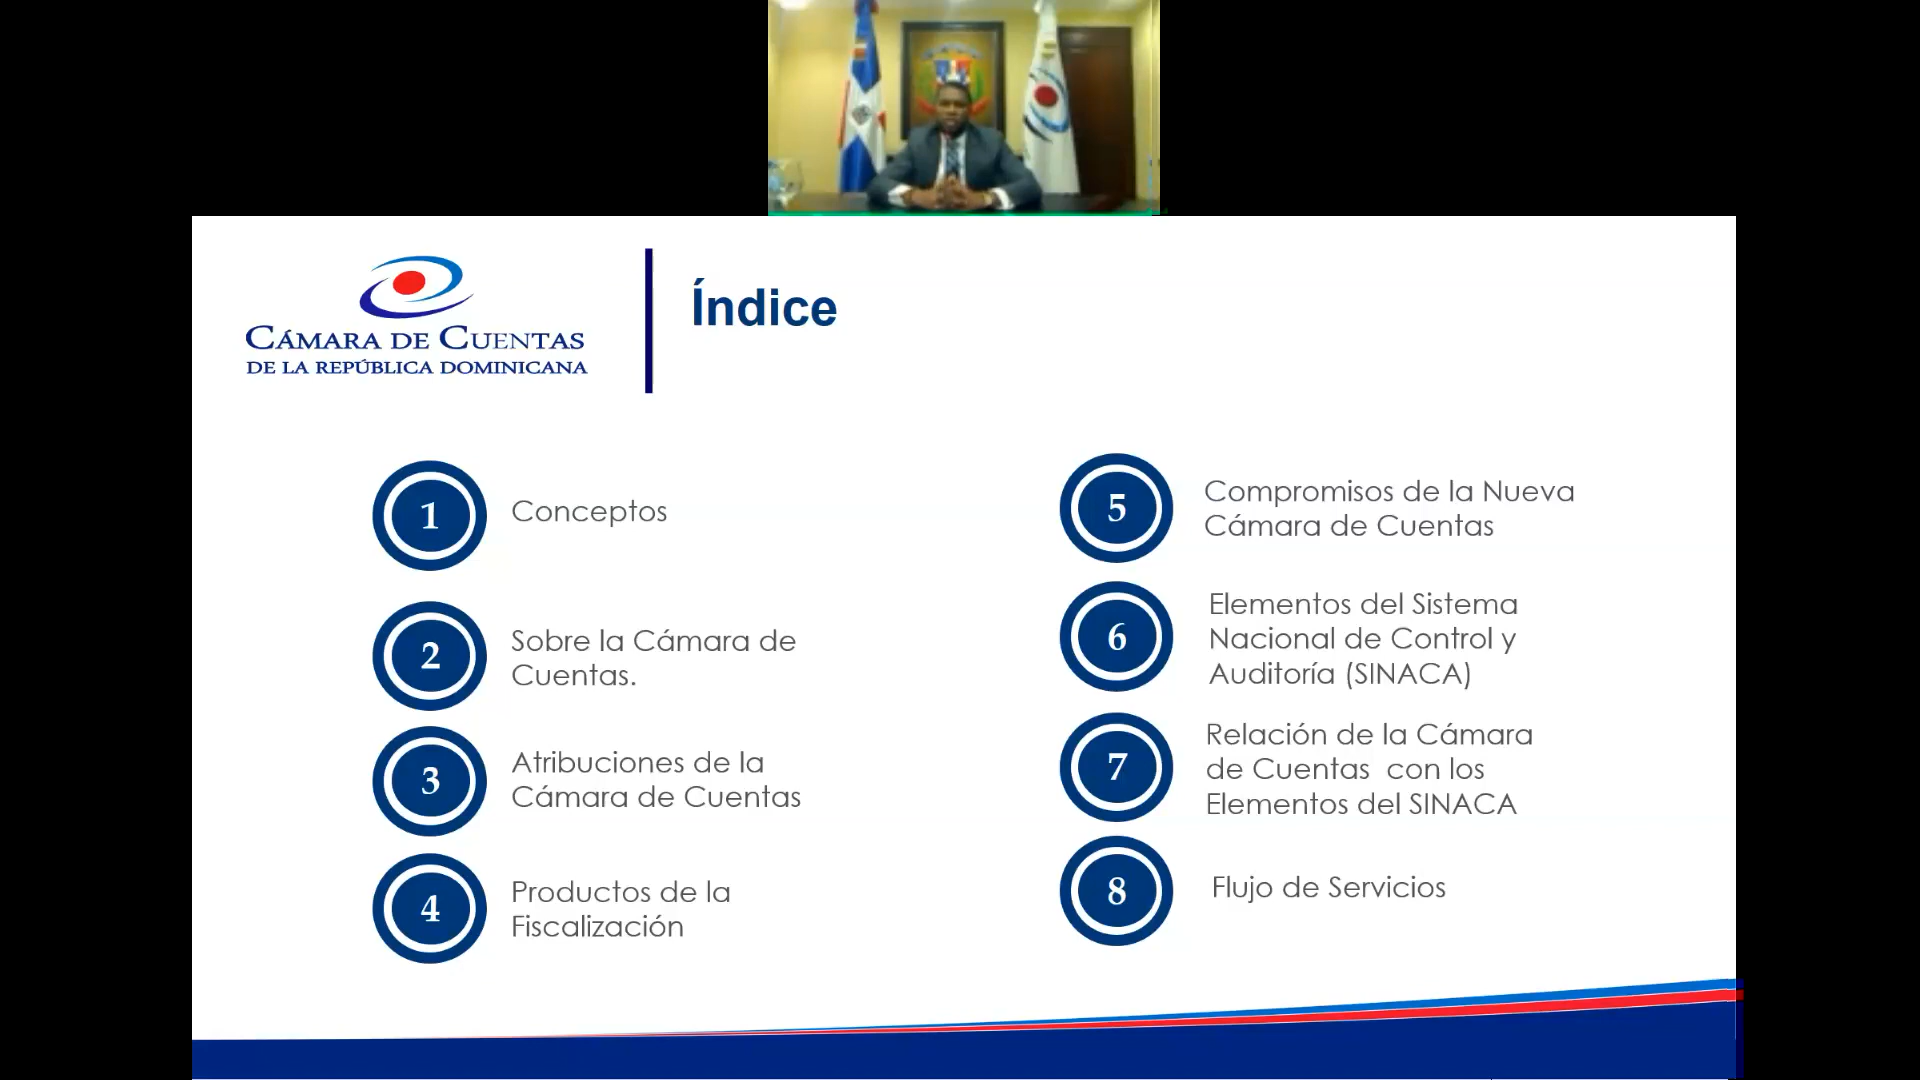 CÁMARA DE CUENTAS
DE LA REPÚBLICA DOMINICANA
Índice
1
Conceptos
2
Sobre la Cámara de
Cuentas.
3
Atribuciones de la
Cámara de Cuentas
4
Productos de la
Fiscalización
5
Compromisos de la Nueva
Cámara de Cuentas
6
Elementos del Sistema
Nacional de Control y
Auditoría (SINACA)
7
Relación de la Cámara
de Cuentas  con los
Elementos del SINACA
8
Flujo de Servicios